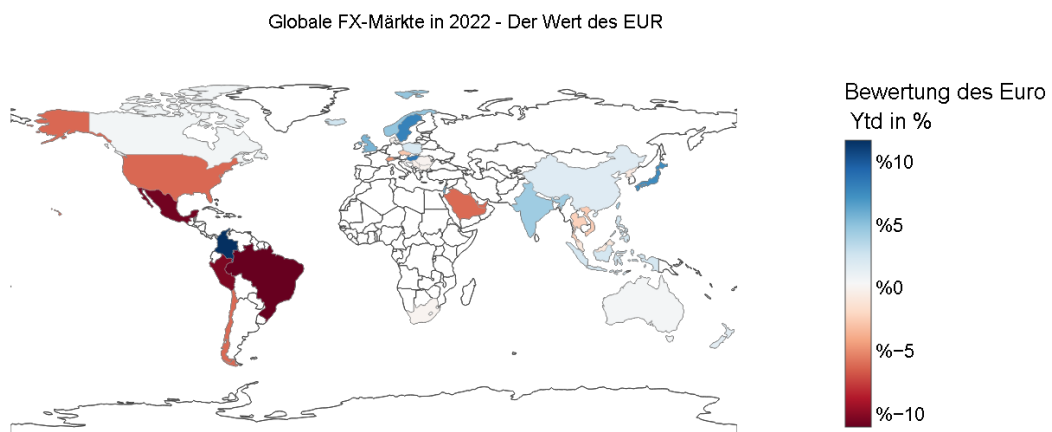 Globale FX-Märkte in 2022 - Der Wert des EUR
Bewertung des Euro
Ytd in %
%10
%5
%0
%−5
%−10